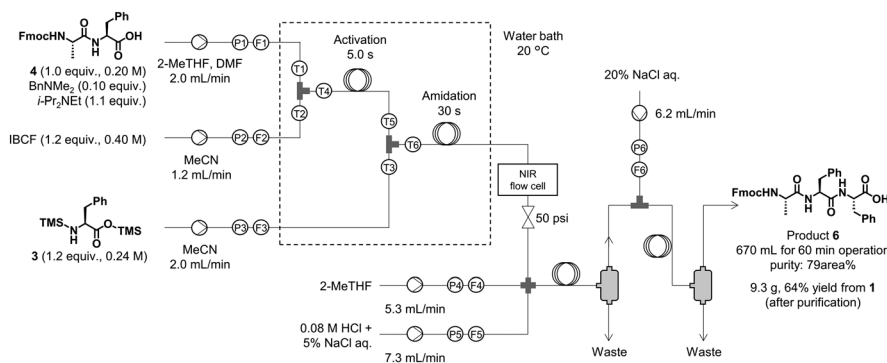 Ph
FmocHN
O
N
H
OH
O
4 (1.0 equiv., 0.20 M)
BnNMe2 (0.10 equiv.)
i-Pr2NEt (1.1 equiv.)
2-MeTHF, DMF
2.0 mL/min
P1
F1
T1
IBCF (1.2 equiv., 0.40 M)
MeCN
1.2 mL/min
P2
F2
T2
Ph
TMS
N
H
O
O
TMS
3 (1.2 equiv., 0.24 M)
MeCN
2.0 mL/min
P3
F3
T3
Activation
5.0 s
T4
T5
Amidation
30 s
T6
Water bath
20 °C
NIR
flow cell
50 psi
2-MeTHF
5.3 mL/min
P4
F4
0.08 M HCl +
5% NaCl aq.
7.3 mL/min
P5
F5
Waste
20% NaCl aq.
6.2 mL/min
P6
F6
Waste
Ph
FmocHN
O
H
N
N
H
O
O
OH
Ph
Product 6
670 mL for 60 min operation
purity: 79area%
9.3 g, 64% yield from 1
(after purification)